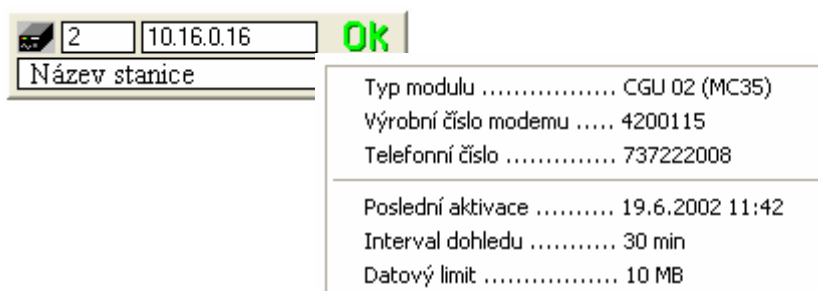 2 10.16.0.16 OK
Název stanice
Typ modulu ................. CGU 02 (MC35)
Výrobní číslo modemu ..... 4200115
Telefonní číslo .............. 737222008
Poslední aktivace .......... 19.6.2002 11:42
Interval dohledu ........... 30 min
Datový limit ................. 10 MB